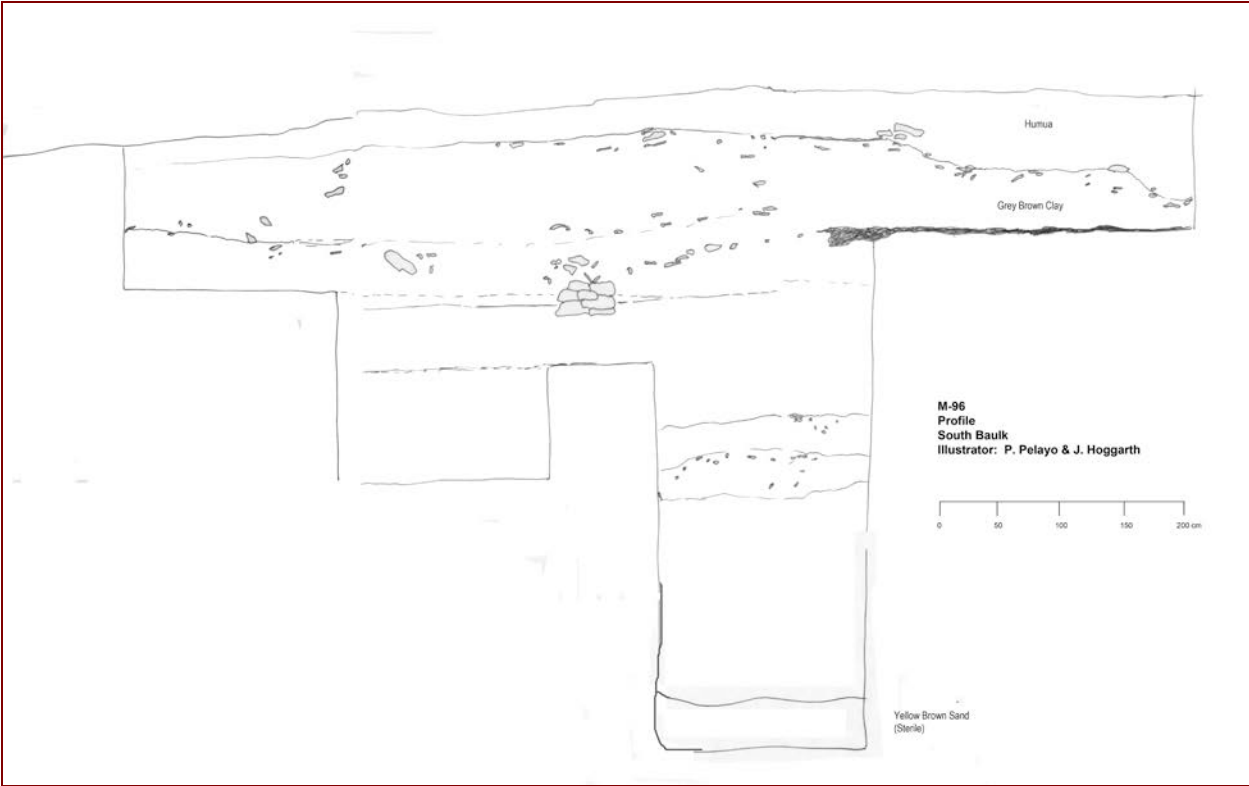 Humua
Grey Brown Clay
M-96
Profile
South Baulk
Illustrator: P. Pelayo & J. Hoggarth
0 50 100 150 200 cm
Yellow Brown Sand
(Sterile)